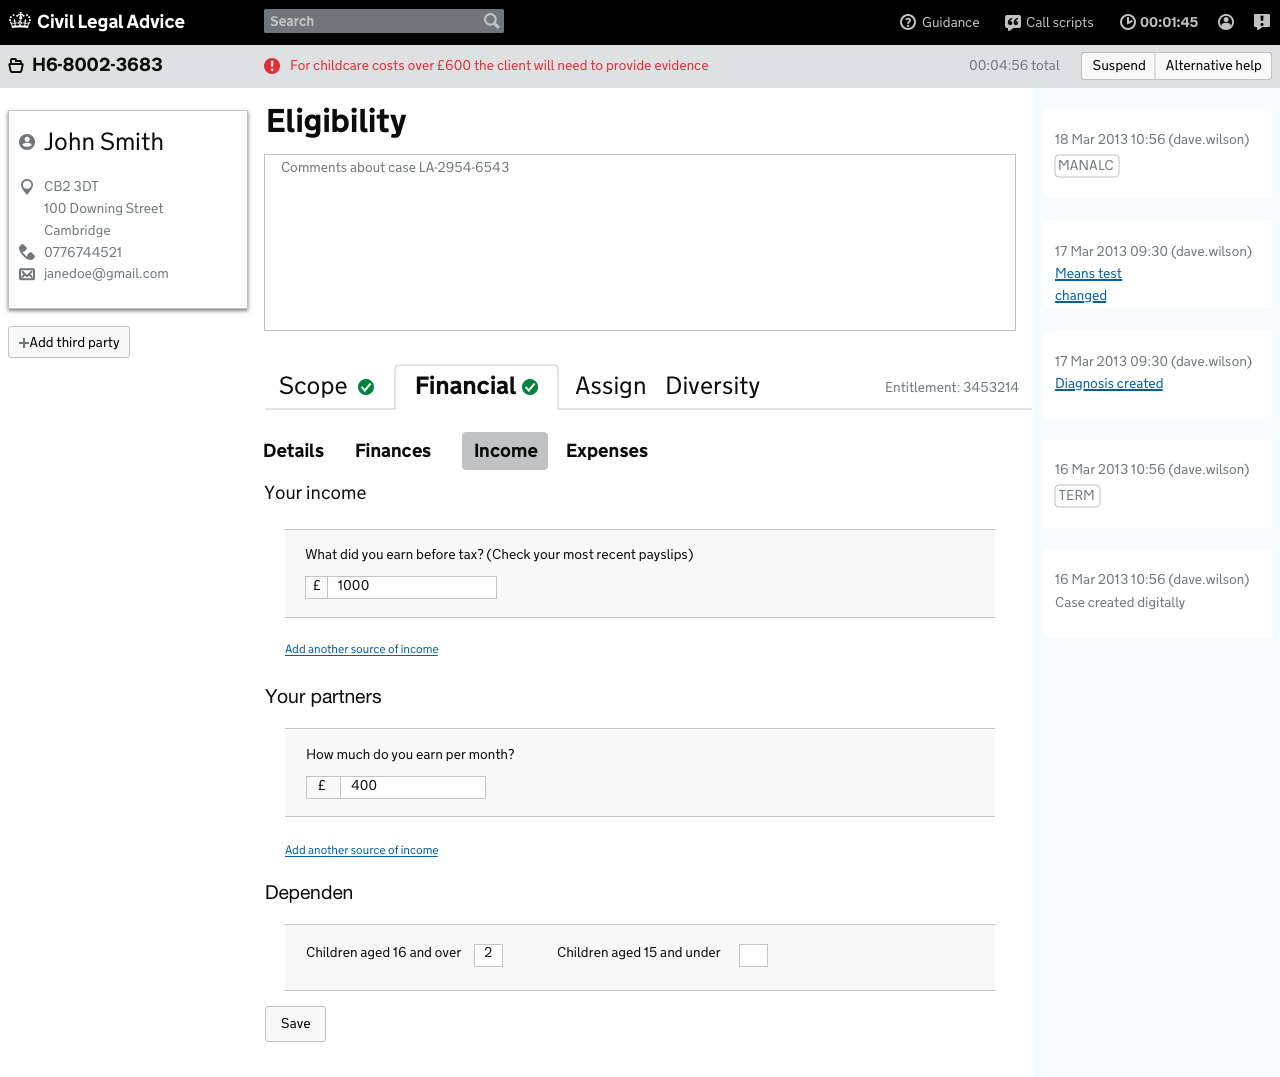 Civil Legal Advice
Search
Guidance
Call scripts
00:01:45
H6-8002-3683
For childcare costs over £600 the client will need to provide evidence
00:04:56 total
Suspend
Alternative help
John Smith
CB2 3DT
100 Downing Street
Cambridge
0776744521
janedoe@gmail.com
+Add third party
Eligibility
Comments about case LA-2954-6543
Scope
Financial
Assign
Diversity
Entitlement: 3453214
Details
Finances
Income
Expenses
Your income
What did you earn before tax? (Check your most recent payslips)
£ 1000
Add another source of income
Your partners
How much do you earn per month?
£ 400
Add another source of income
Dependen
Children aged 16 and over 2
Children aged 15 and under
Save
18 Mar 2013 10:56 (dave.wilson)
MANALC
17 Mar 2013 09:30 (dave.wilson)
Means test
changed
17 Mar 2013 09:30 (dave.wilson)
Diagnosis created
16 Mar 2013 10:56 (dave.wilson)
TERM
16 Mar 2013 10:56 (dave.wilson)
Case created digitally